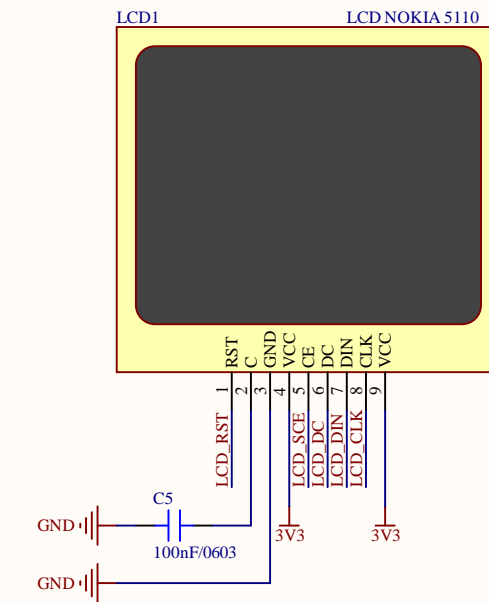 LCD1
LCD NOKIA 5110
RST
C
GND
VCC
CE
DC
DIN
CLK
VCC
1
2
3
4
5
6
7
8
9
LCD_RST
LCD_SCE
LCD_DC
LCD_DIN
LCD_CLK
C5
GND
3V3
3V3
100nF/0603
GND